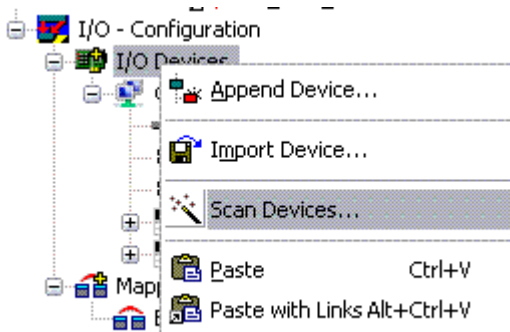 I/O - Configuration
I/O Devices
Append Device...
Import Device...
Scan Devices...
Paste Ctrl+V
Paste with Links Alt+Ctrl+V